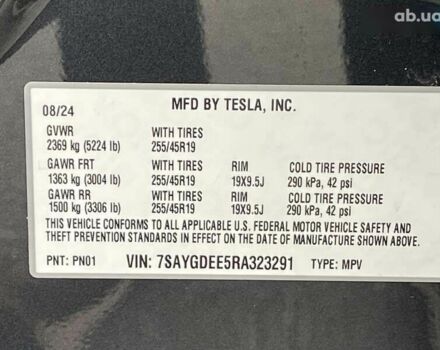 ab.ua
08/24 MFD BY TESLA, INC.
GVWR WITH TIRES
2369 kg (5224 lb) 255/45R19
GAWR FRT WITH TIRES RIM COLD TIRE PRESSURE
1363 kg (3004 lb) 255/45R19 19X9.5J 290 kPa, 42 psi
GAWR RR WITH TIRES RIM COLD TIRE PRESSURE
1500 kg (3306 lb) 255/45R19 19X9.5J 290 kPa, 42 psi
THIS VEHICLE CONFORMS TO ALL APPLICABLE U.S. FEDERAL MOTOR VEHICLE SAFETY AND
THEFT PREVENTION STANDARDS IN EFFECT ON THE DATE OF MANUFACTURE SHOWN ABOVE.
PNT: PN01 VIN: 7SAYGDEE5RA323291 TYPE: MPV